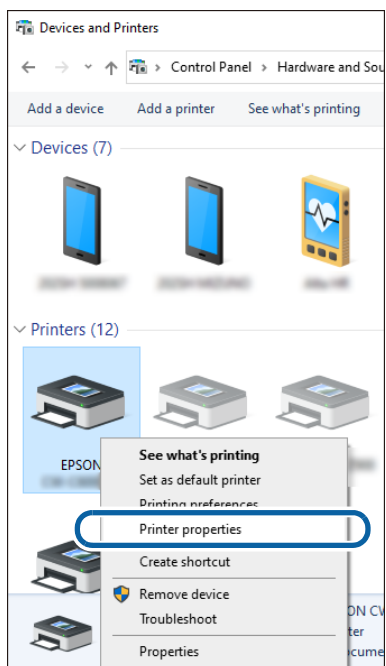 Devices and Printers
Control Panel > Hardware and Sou
Add a device Add a printer See what's printing
Devices (7)
Printers (12)
EPSON
See what's printing
Set as default printer
Printing preferences
Printer properties
Create shortcut
Remove device
Troubleshoot
Properties
ON CW
ter
ocume